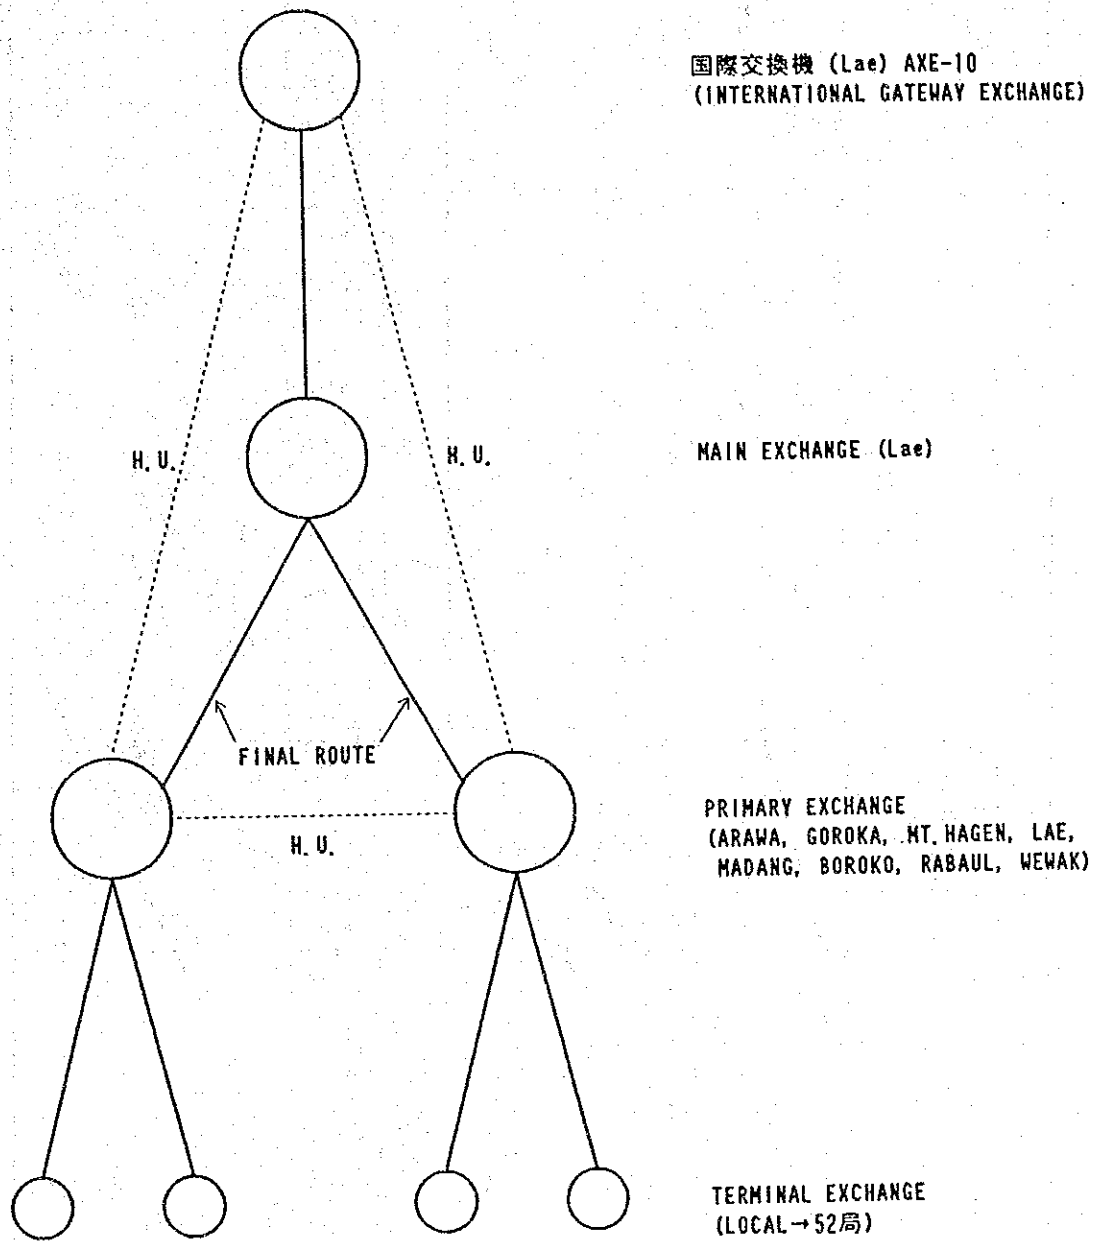 国際交換機 (Lae) AXE-10
(INTERNATIONAL GATEWAY EXCHANGE)
H.U.
H.U.
MAIN EXCHANGE (Lae)
FINAL ROUTE
H.U.
PRIMARY EXCHANGE
(ARAWA, GOROKA, MT.HAGEN, LAE,
MADANG, BOROKO, RABAUL, WEWAK)
TERMINAL EXCHANGE
(LOCAL→52局)